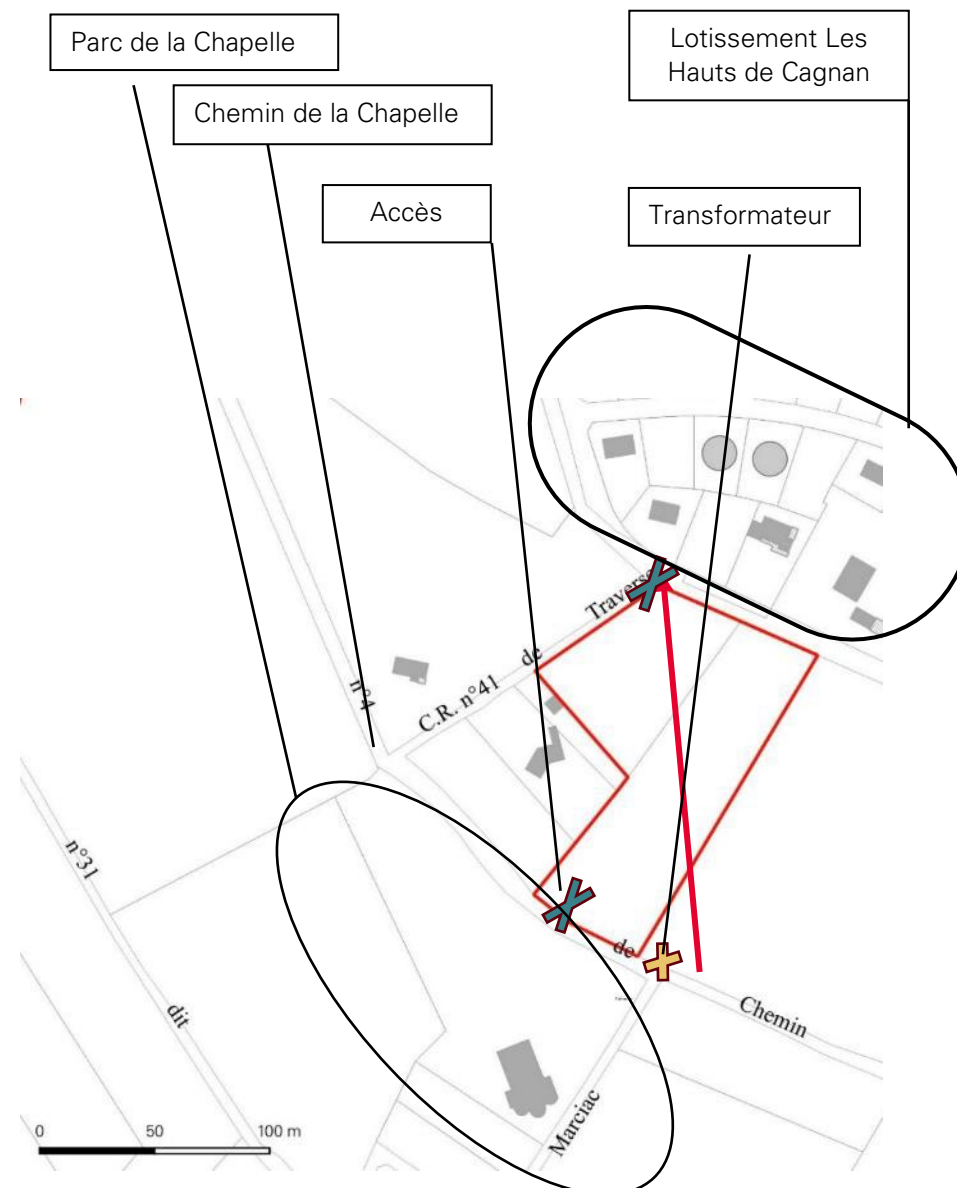 Parc de la Chapelle
Lotissement Les
Hauts de Cagnan
Chemin de la Chapelle
Accès
Transformateur
Traverse
de
C.R. n°41
n°4
n°31
dit
de
Chemin
Marciac
0 50 100 m